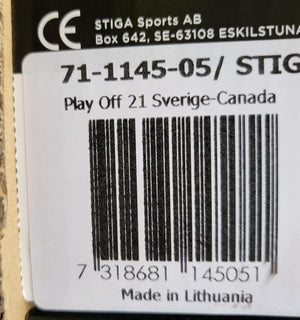 CE STIGA Sports AB
Box 642, SE-63108 ESKILSTUNA
71-1145-05/ STIG
Play Off 21 Sverige-Canada
7 318681 145051
Made in Lithuania